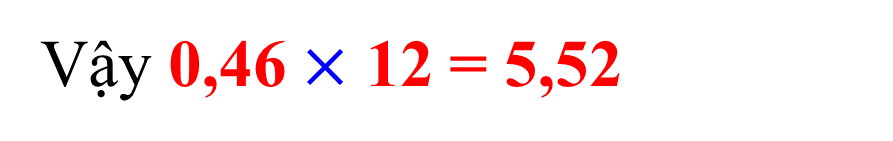 Vậy 0,46 × 12 = 5,52